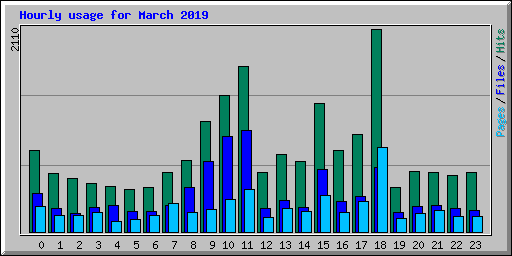 Hourly usage for March 2019
2110
Pages / Files / Hits
0 1 2 3 4 5 6 7 8 9 10 11 12 13 14 15 16 17 18 19 20 21 22 23